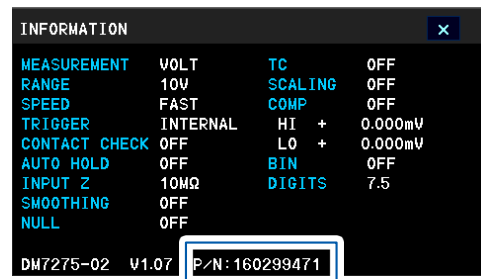 INFORMATION ×
MEASUREMENT VOLT TC OFF
RANGE 10V SCALING OFF
SPEED FAST COMP OFF
TRIGGER INTERNAL HI + 0.000mV
CONTACT CHECK OFF LO + 0.000mV
AUTO HOLD OFF BIN OFF
INPUT Z 10MΩ DIGITS 7.5
SMOOTHING OFF
NULL OFF
DM7275-02 V1.07 P/N:160299471